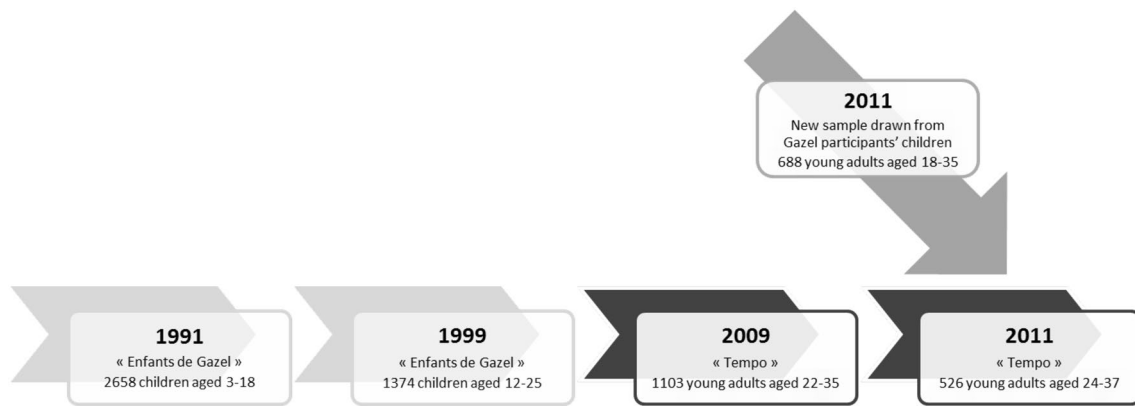 2011
New sample drawn from
Gazel participants’ children
688 young adults aged 18-35
1991
« Enfants de Gazel »
2658 children aged 3-18
1999
« Enfants de Gazel »
1374 children aged 12-25
2009
« Tempo »
1103 young adults aged 22-35
2011
« Tempo »
526 young adults aged 24-37